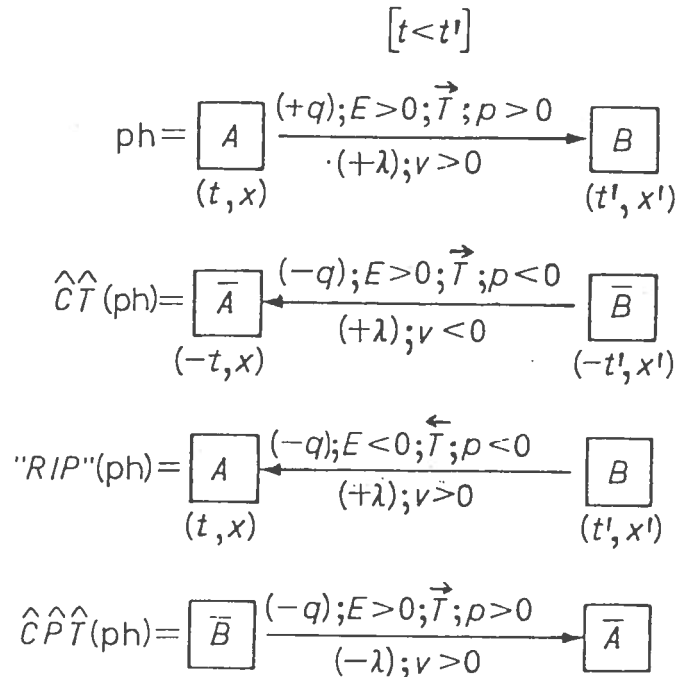 [t<t']
ph= A (+q);E>0;T⃗;p>0 B
·(+λ);v>0
(t,x) (t',x')
ĈT̂(ph)= A̅ (-q);E>0;T⃗;p<0 B̅
(+λ);v<0
(-t,x) (-t',x')
"RIP"(ph)= A (-q);E<0;T⃖;p<0 B
(+λ);v>0
(t,x) (t',x')
ĈP̂T̂(ph)= B̅ (-q);E>0;T⃗;p>0 A̅
(-λ);v>0